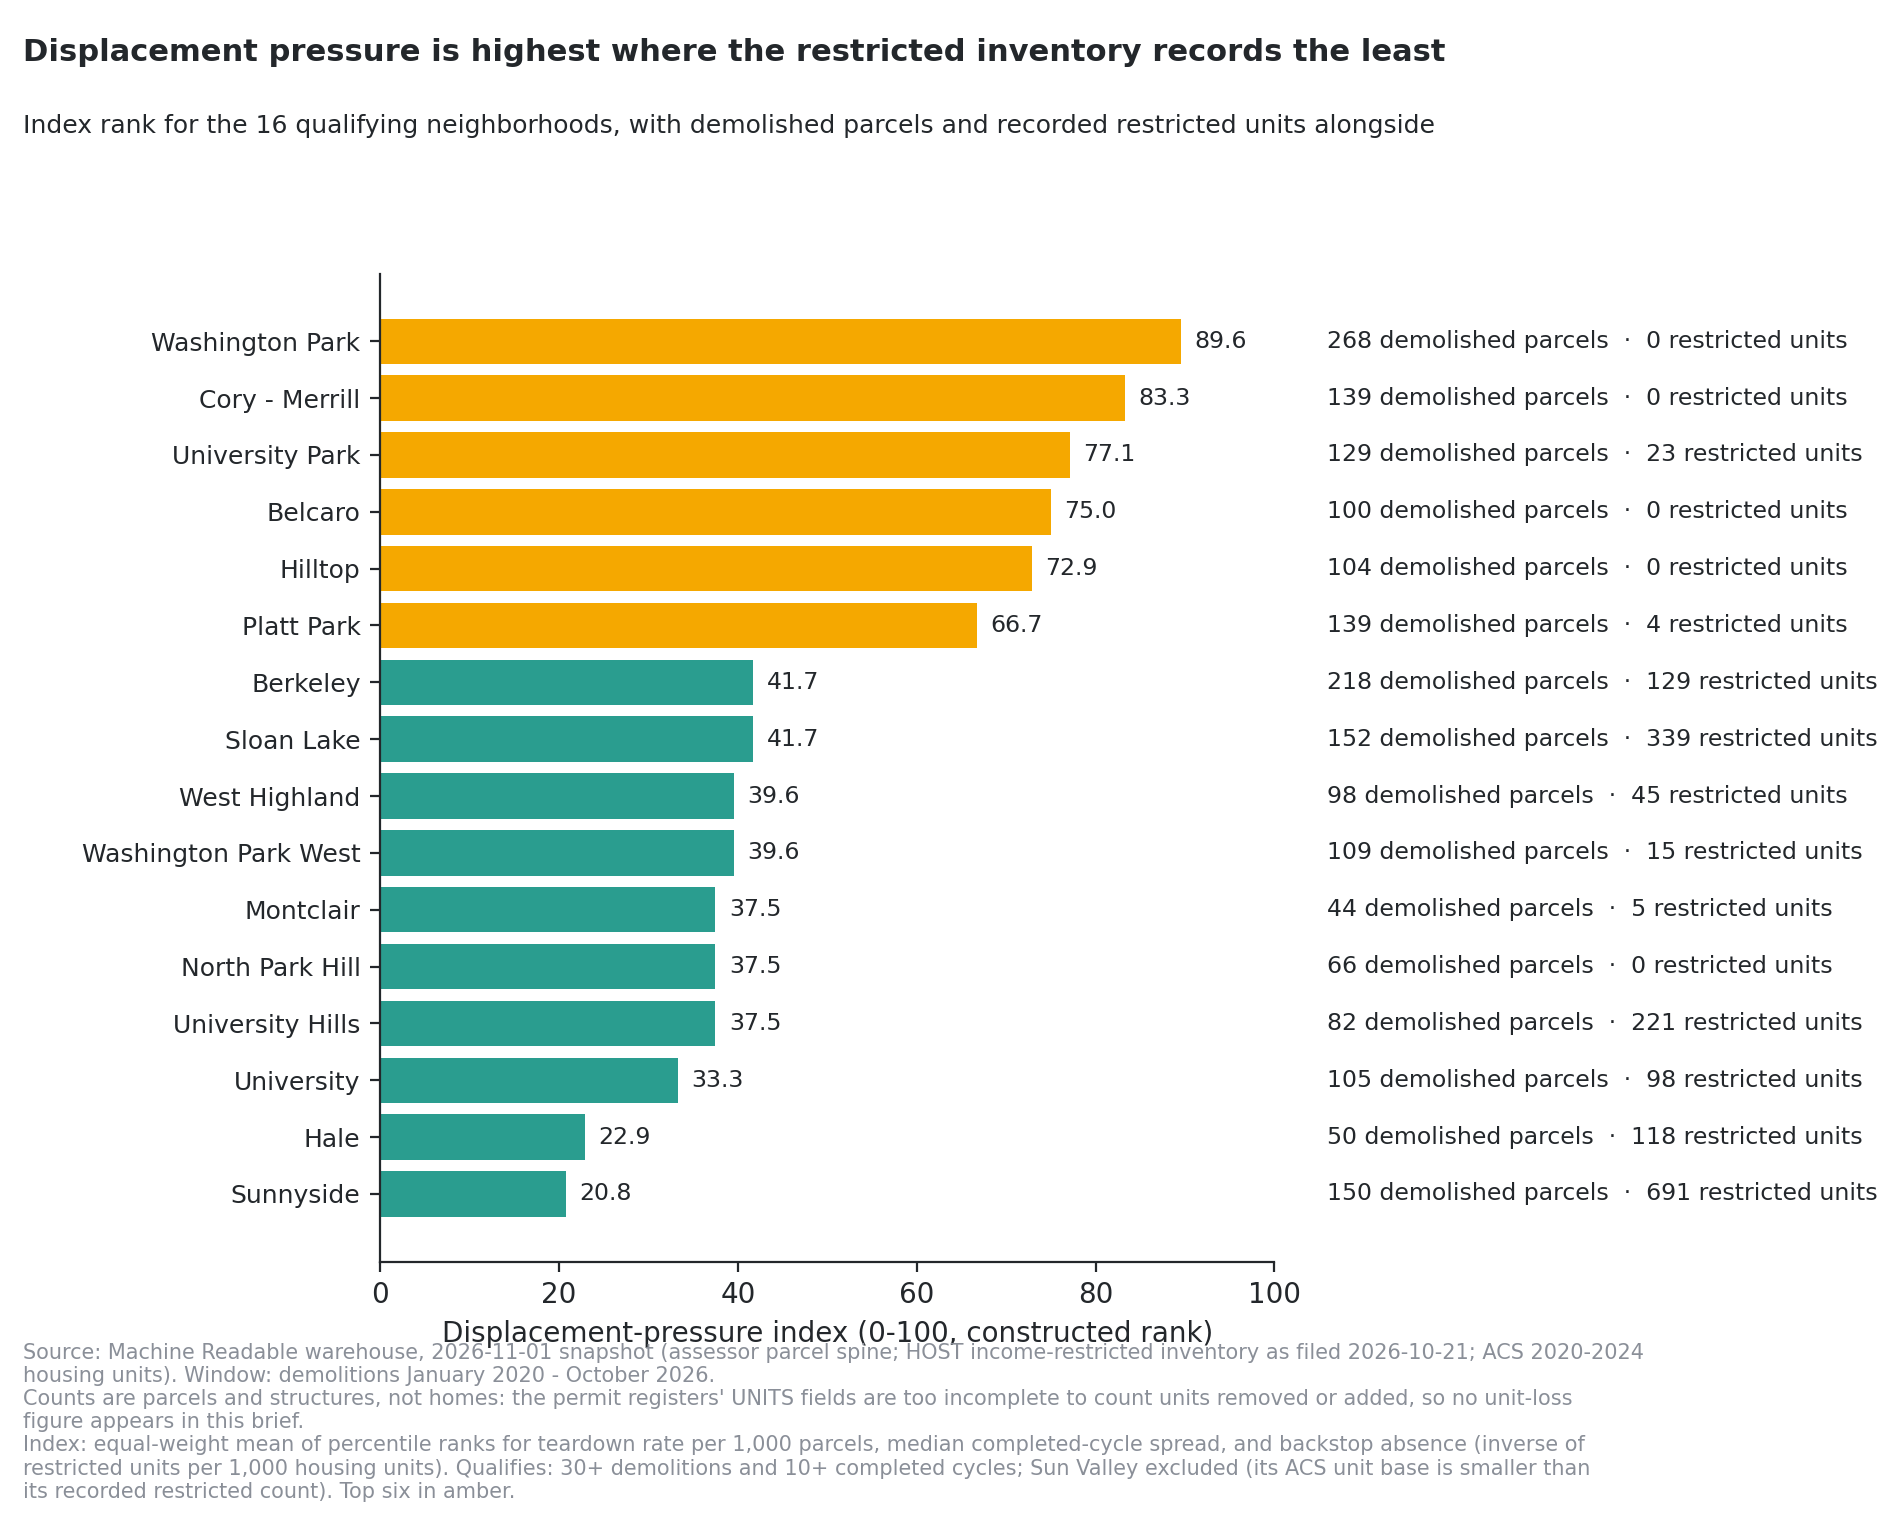 Displacement pressure is highest where the restricted inventory records the least
Index rank for the 16 qualifying neighborhoods, with demolished parcels and recorded restricted units alongside
Washington Park 89.6 268 demolished parcels · 0 restricted units
Cory - Merrill 83.3 139 demolished parcels · 0 restricted units
University Park 77.1 129 demolished parcels · 23 restricted units
Belcaro 75.0 100 demolished parcels · 0 restricted units
Hilltop 72.9 104 demolished parcels · 0 restricted units
Platt Park 66.7 139 demolished parcels · 4 restricted units
Berkeley 41.7 218 demolished parcels · 129 restricted units
Sloan Lake 41.7 152 demolished parcels · 339 restricted units
West Highland 39.6 98 demolished parcels · 45 restricted units
Washington Park West 39.6 109 demolished parcels · 15 restricted units
Montclair 37.5 44 demolished parcels · 5 restricted units
North Park Hill 37.5 66 demolished parcels · 0 restricted units
University Hills 37.5 82 demolished parcels · 221 restricted units
University 33.3 105 demolished parcels · 98 restricted units
Hale 22.9 50 demolished parcels · 118 restricted units
Sunnyside 20.8 150 demolished parcels · 691 restricted units
0 20 40 60 80 100
Displacement-pressure index (0-100, constructed rank)
Source: Machine Readable warehouse, 2026-11-01 snapshot (assessor parcel spine; HOST income-restricted inventory as filed 2026-10-21; ACS 2020-2024
housing units). Window: demolitions January 2020 - October 2026.
Counts are parcels and structures, not homes: the permit registers' UNITS fields are too incomplete to count units removed or added, so no unit-loss
figure appears in this brief.
Index: equal-weight mean of percentile ranks for teardown rate per 1,000 parcels, median completed-cycle spread, and backstop absence (inverse of
restricted units per 1,000 housing units). Qualifies: 30+ demolitions and 10+ completed cycles; Sun Valley excluded (its ACS unit base is smaller than
its recorded restricted count). Top six in amber.